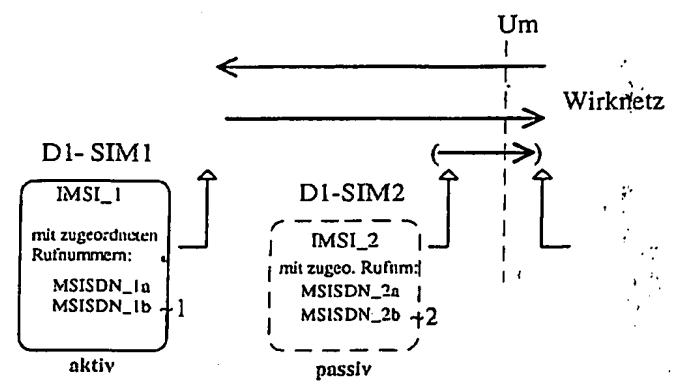 Um
Wirknetz
D1-SIM1
IMSI_1
mit zugeordneten
Rufnummern:
MSISDN_1a
MSISDN_1b
1
aktiv
D1-SIM2
IMSI_2
mit zugeo. Rufnm:
MSISDN_2a
MSISDN_2b
2
passiv